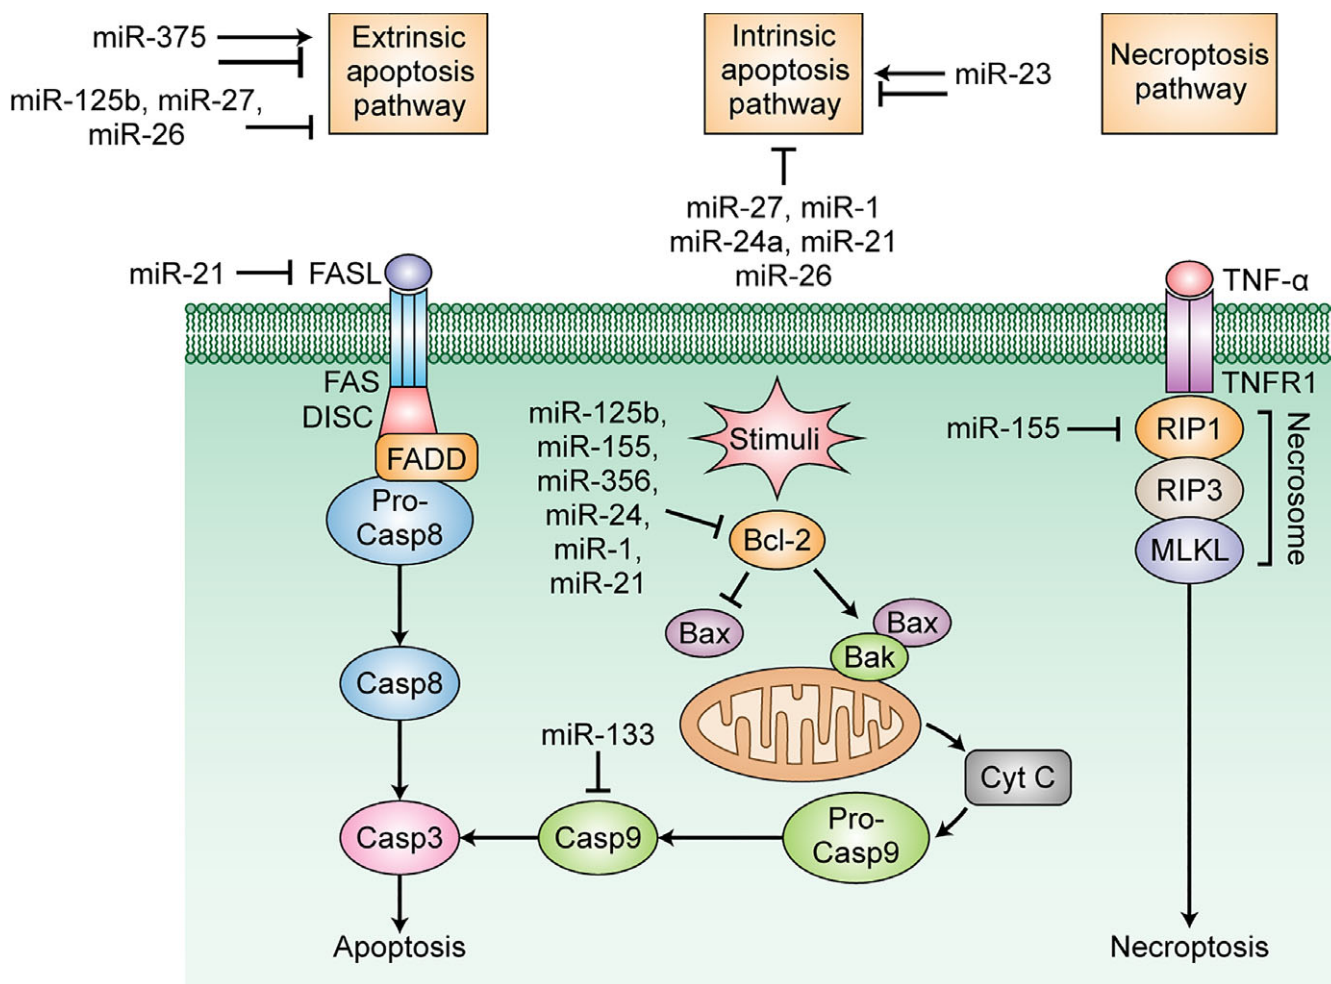 miR-375
Extrinsic
apoptosis
pathway
miR-125b, miR-27,
miR-26
Intrinsic
apoptosis
pathway
miR-23
Necroptosis
pathway
miR-27, miR-1
miR-24a, miR-21
miR-26
miR-21
FASL
TNF-α
FAS
DISC
FADD
Pro-
Casp8
Casp8
miR-125b,
miR-155,
miR-356,
miR-24,
miR-1,
miR-21
Stimuli
Bcl-2
Bax
Bax
Bak
TNFR1
miR-155
RIP1
RIP3
MLKL
Necrosome
miR-133
Cyt C
Casp3
Casp9
Pro-
Casp9
Apoptosis
Necroptosis